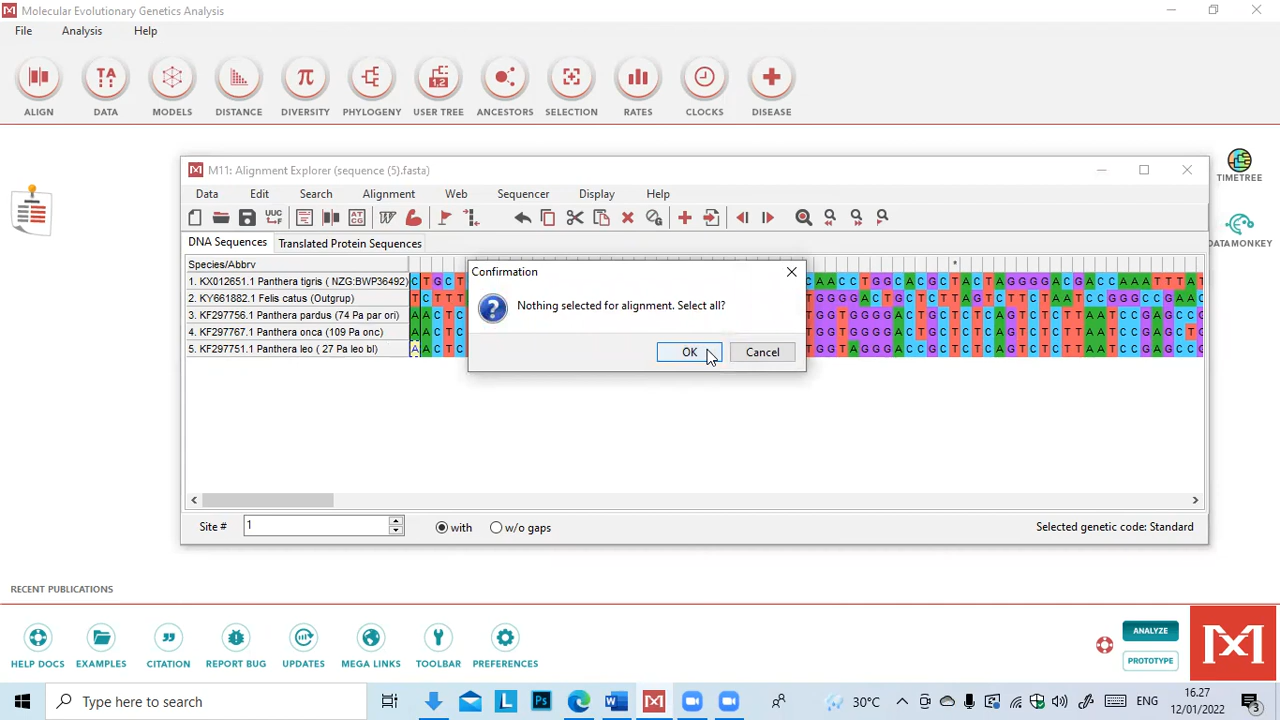 Molecular Evolutionary Genetics Analysis
File Analysis Help
ALIGN DATA MODELS DISTANCE DIVERSITY PHYLOGENY USER TREE ANCESTORS SELECTION RATES CLOCKS DISEASE
M11: Alignment Explorer (sequence (5).fasta)
Data Edit Search Alignment Web Sequencer Display Help
DNA Sequences Translated Protein Sequences
Species/Abbrv
Confirmation
Nothing selected for alignment. Select all?
OK Cancel
1. KX012651.1 Panthera tigris ( NZG:BWP36492)
2. KY661882.1 Felis catus (Outgrup)
3. KF297756.1 Panthera pardus (74 Pa par ori)
4. KF297767.1 Panthera onca (109 Pa onc)
5. KF297751.1 Panthera leo ( 27 Pa leo bl)
Site # 1 with w/o gaps Selected genetic code: Standard
TIMETREE
DATAMONKEY
RECENT PUBLICATIONS
HELP DOCS EXAMPLES CITATION REPORT BUG UPDATES MEGA LINKS TOOLBAR PREFERENCES
ANALYZE
PROTOTYPE
Type here to search
30°C
ENG
16.27
12/01/2022
3